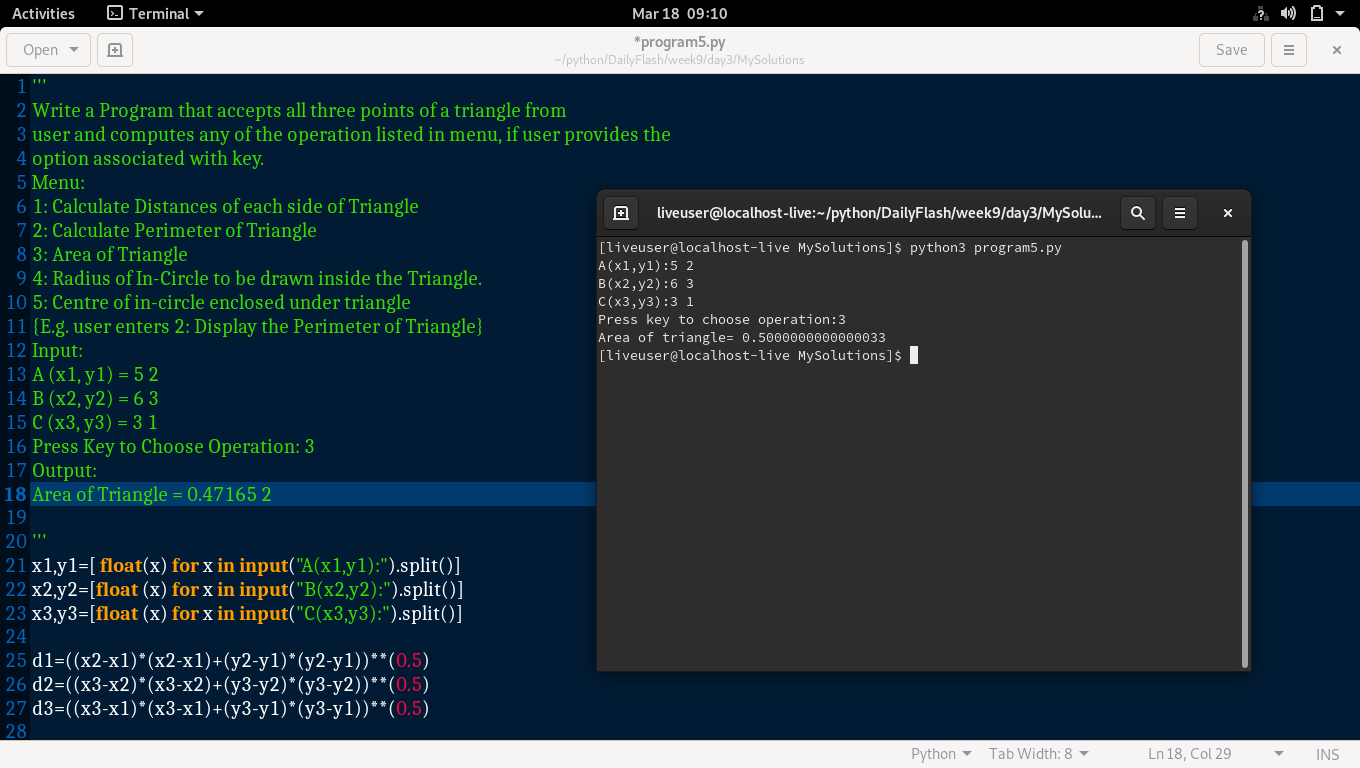 Activities
Terminal
Mar 18 09:10
Open
*program5.py
~/python/DailyFlash/week9/day3/MySolutions
Save
1 '''
2 Write a Program that accepts all three points of a triangle from
3 user and computes any of the operation listed in menu, if user provides the
4 option associated with key.
5 Menu:
6 1: Calculate Distances of each side of Triangle
7 2: Calculate Perimeter of Triangle
8 3: Area of Triangle
9 4: Radius of In-Circle to be drawn inside the Triangle.
10 5: Centre of in-circle enclosed under triangle
11 {E.g. user enters 2: Display the Perimeter of Triangle}
12 Input:
13 A (x1, y1) = 5 2
14 B (x2, y2) = 6 3
15 C (x3, y3) = 3 1
16 Press Key to Choose Operation: 3
17 Output:
18 Area of Triangle = 0.47165 2
19
20 '''
21 x1,y1=[ float(x) for x in input("A(x1,y1):").split()]
22 x2,y2=[float (x) for x in input("B(x2,y2):").split()]
23 x3,y3=[float (x) for x in input("C(x3,y3):").split()]
24
25 d1=((x2-x1)*(x2-x1)+(y2-y1)*(y2-y1))**(0.5)
26 d2=((x3-x2)*(x3-x2)+(y3-y2)*(y3-y2))**(0.5)
27 d3=((x3-x1)*(x3-x1)+(y3-y1)*(y3-y1))**(0.5)
28
liveuser@localhost-live:~/python/DailyFlash/week9/day3/MySolu...
[liveuser@localhost-live MySolutions]$ python3 program5.py
A(x1,y1):5 2
B(x2,y2):6 3
C(x3,y3):3 1
Press key to choose operation:3
Area of triangle= 0.5000000000000033
[liveuser@localhost-live MySolutions]$
Python
Tab Width: 8
Ln 18, Col 29
INS